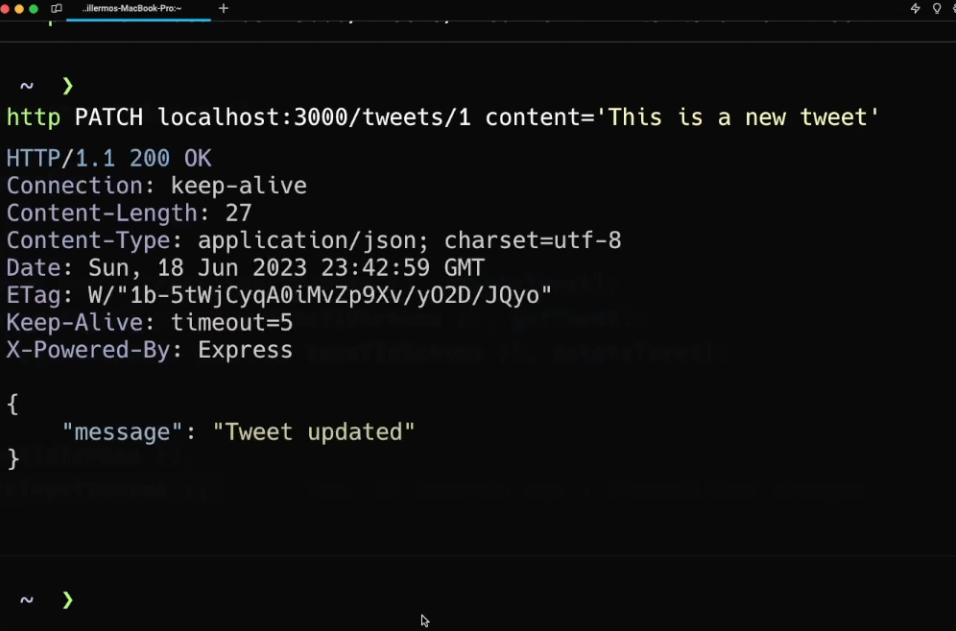 ..illermos-MacBook-Pro:~ +
~ ❯
http PATCH localhost:3000/tweets/1 content='This is a new tweet'
HTTP/1.1 200 OK
Connection: keep-alive
Content-Length: 27
Content-Type: application/json; charset=utf-8
Date: Sun, 18 Jun 2023 23:42:59 GMT
ETag: W/"1b-5tWjCyqA0iMvZp9Xv/yO2D/JQyo"
Keep-Alive: timeout=5
X-Powered-By: Express
{
"message": "Tweet updated"
}
~ ❯